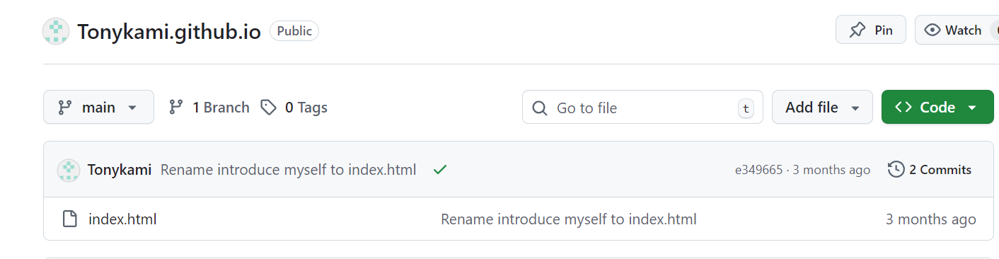 Tonykami.github.io Public Pin Watch
main 1 Branch 0 Tags Go to file t Add file Code
Tonykami Rename introduce myself to index.html e349665 · 3 months ago 2 Commits
index.html Rename introduce myself to index.html 3 months ago